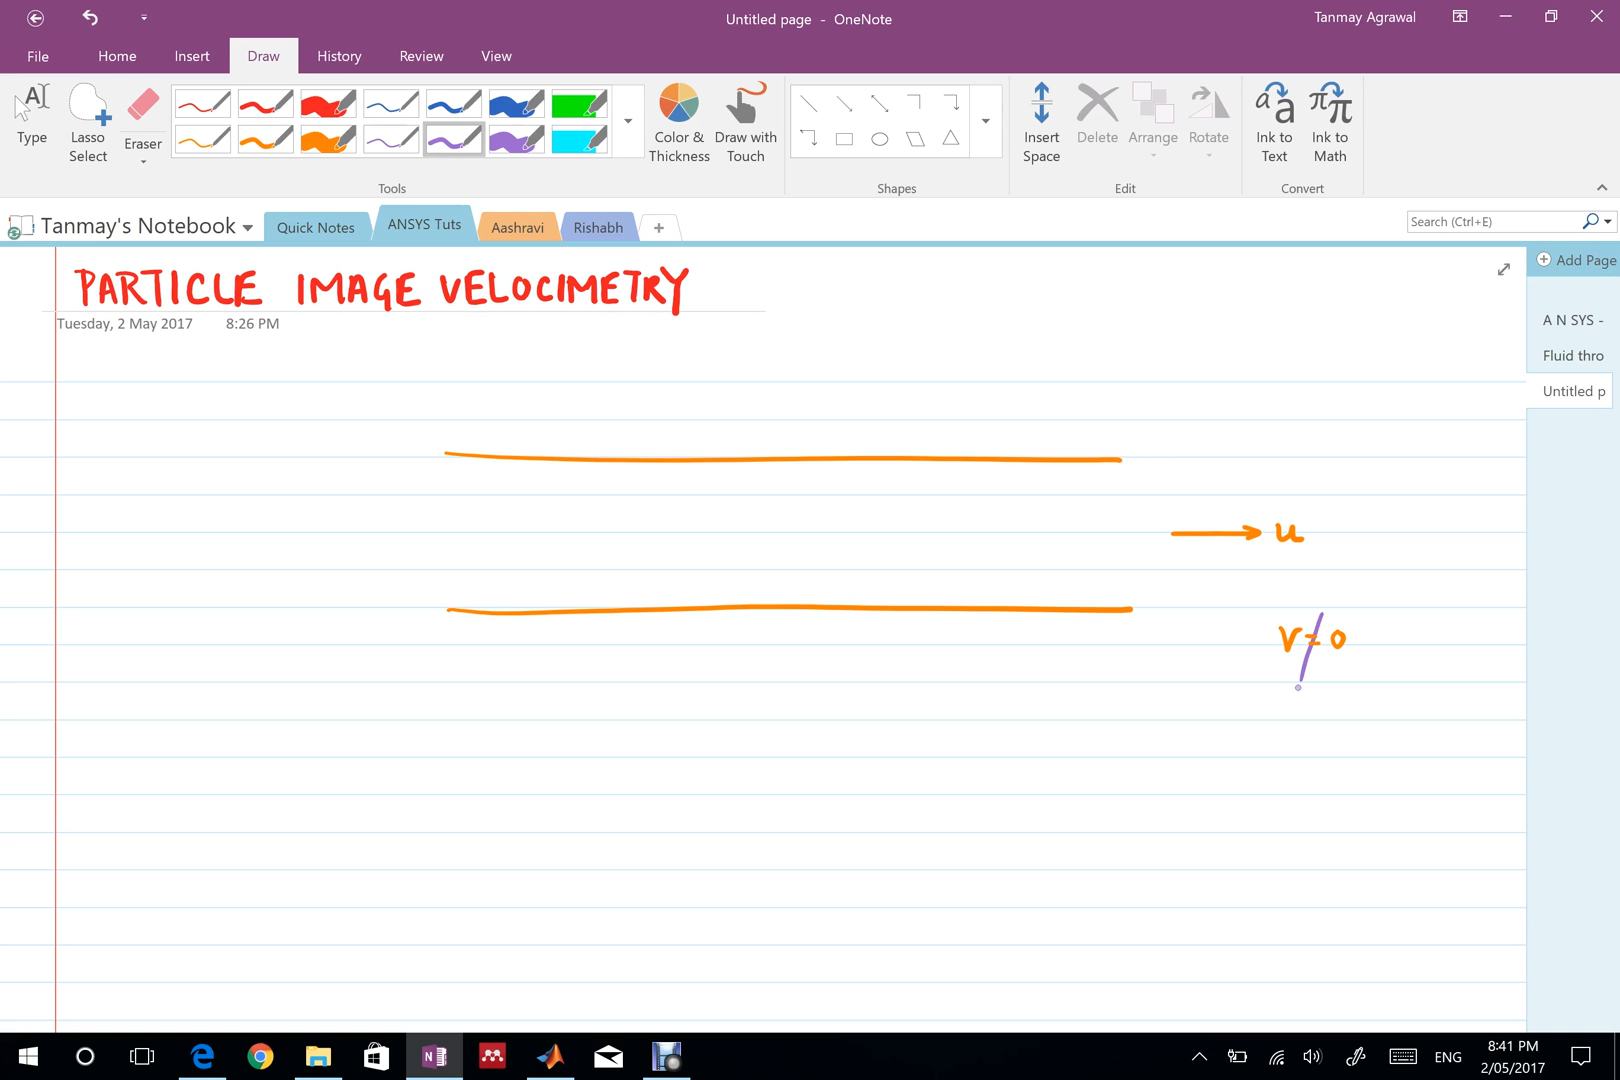 Untitled page - OneNote
Tanmay Agrawal
File
Home
Insert
Draw
History
Review
View
Type
Lasso Select
Eraser
Color & Thickness
Draw with Touch
Insert Space
Delete
Arrange
Rotate
Ink to Text
Ink to Math
Tools
Shapes
Edit
Convert
Tanmay's Notebook
Quick Notes
ANSYS Tuts
Aashravi
Rishabh
Search (Ctrl+E)
Add Page
PARTICLE IMAGE VELOCIMETRY
Tuesday, 2 May 2017 8:26 PM
A N SYS -
Fluid thro
Untitled p
u
v = 0
ENG
8:41 PM
2/05/2017